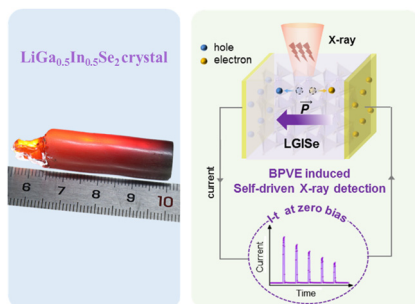 LiGa0.5In0.5Se2 crystal
6 7 8 9 10
X-ray
hole
electron
P
LGISe
BPVE induced
Self-driven X-ray detection
current
I-t at zero bias
Current
Time